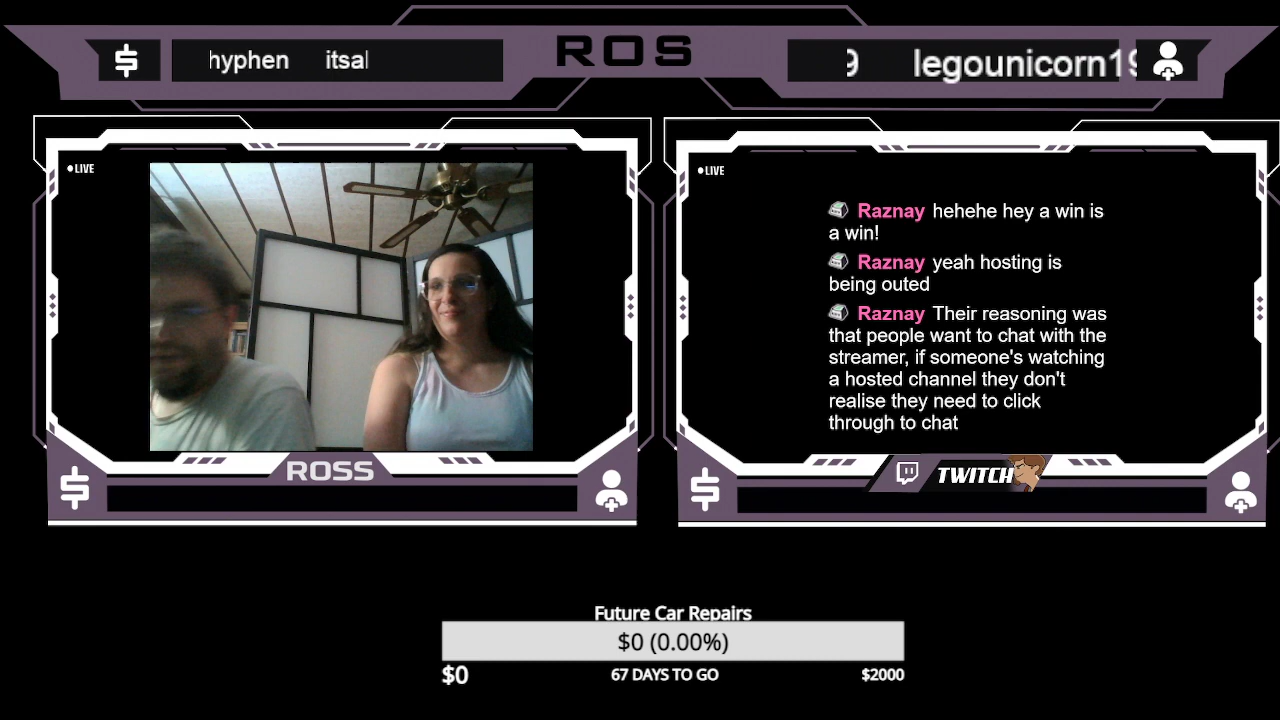 hyphen itsal
ROS
9 legounicorn19
LIVE
LIVE
Raznay hehehe hey a win is
a win!
Raznay yeah hosting is
being outed
Raznay Their reasoning was
that people want to chat with the
streamer, if someone's watching
a hosted channel they don't
realise they need to click
through to chat
ROSS
TWITCH
Future Car Repairs
$0 (0.00%)
$0 67 DAYS TO GO $2000